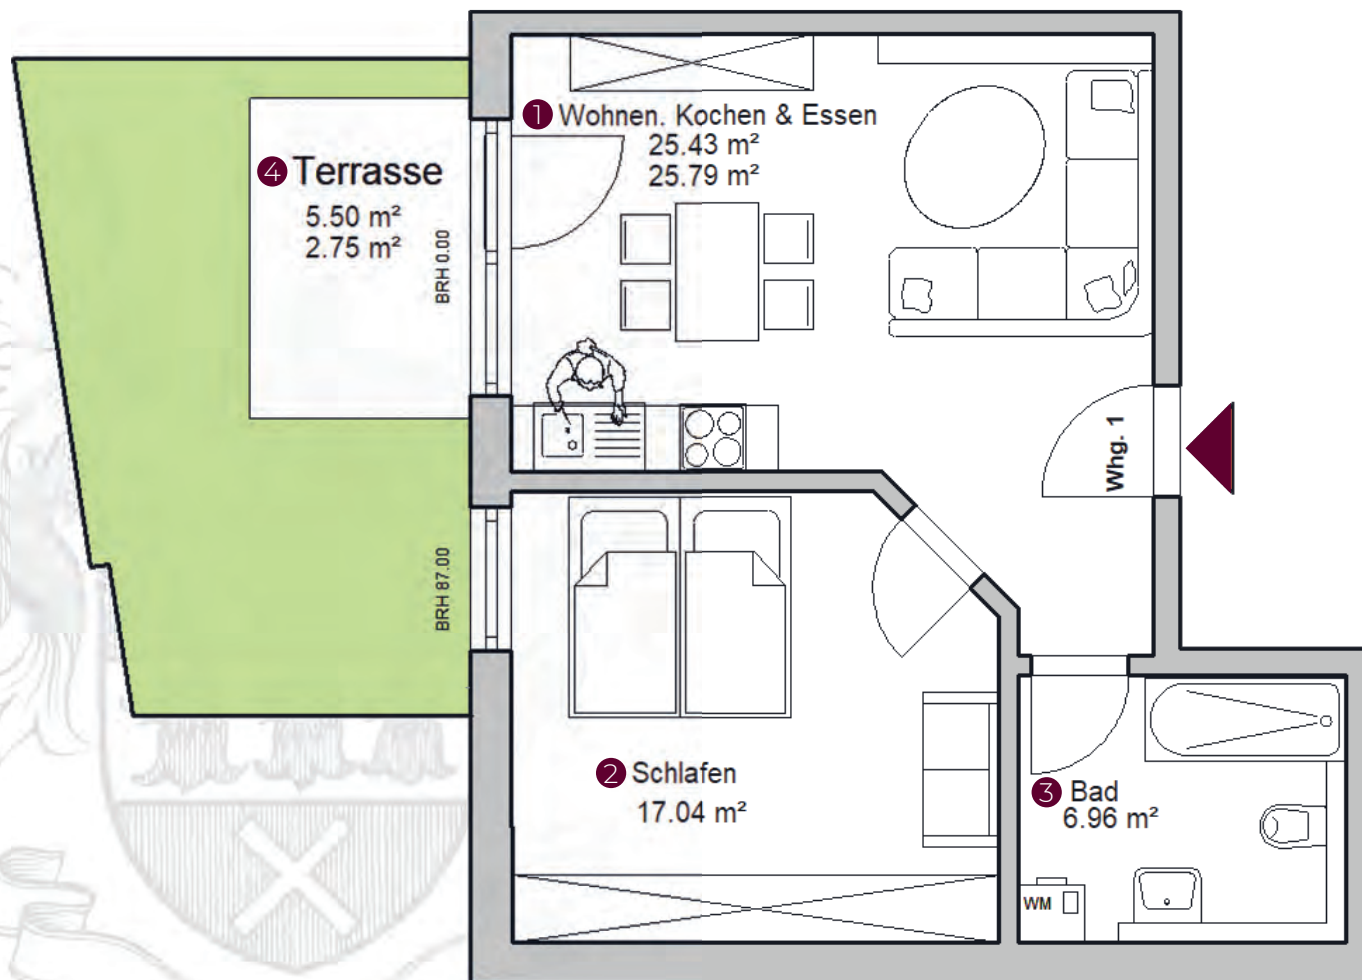 1 Wohnen. Kochen & Essen
25.43 m²
25.79 m²
4 Terrasse
5.50 m²
2.75 m²
BRH 0.00
Whg. 1
BRH 87.00
2 Schlafen
17.04 m²
3 Bad
6.96 m²
WM